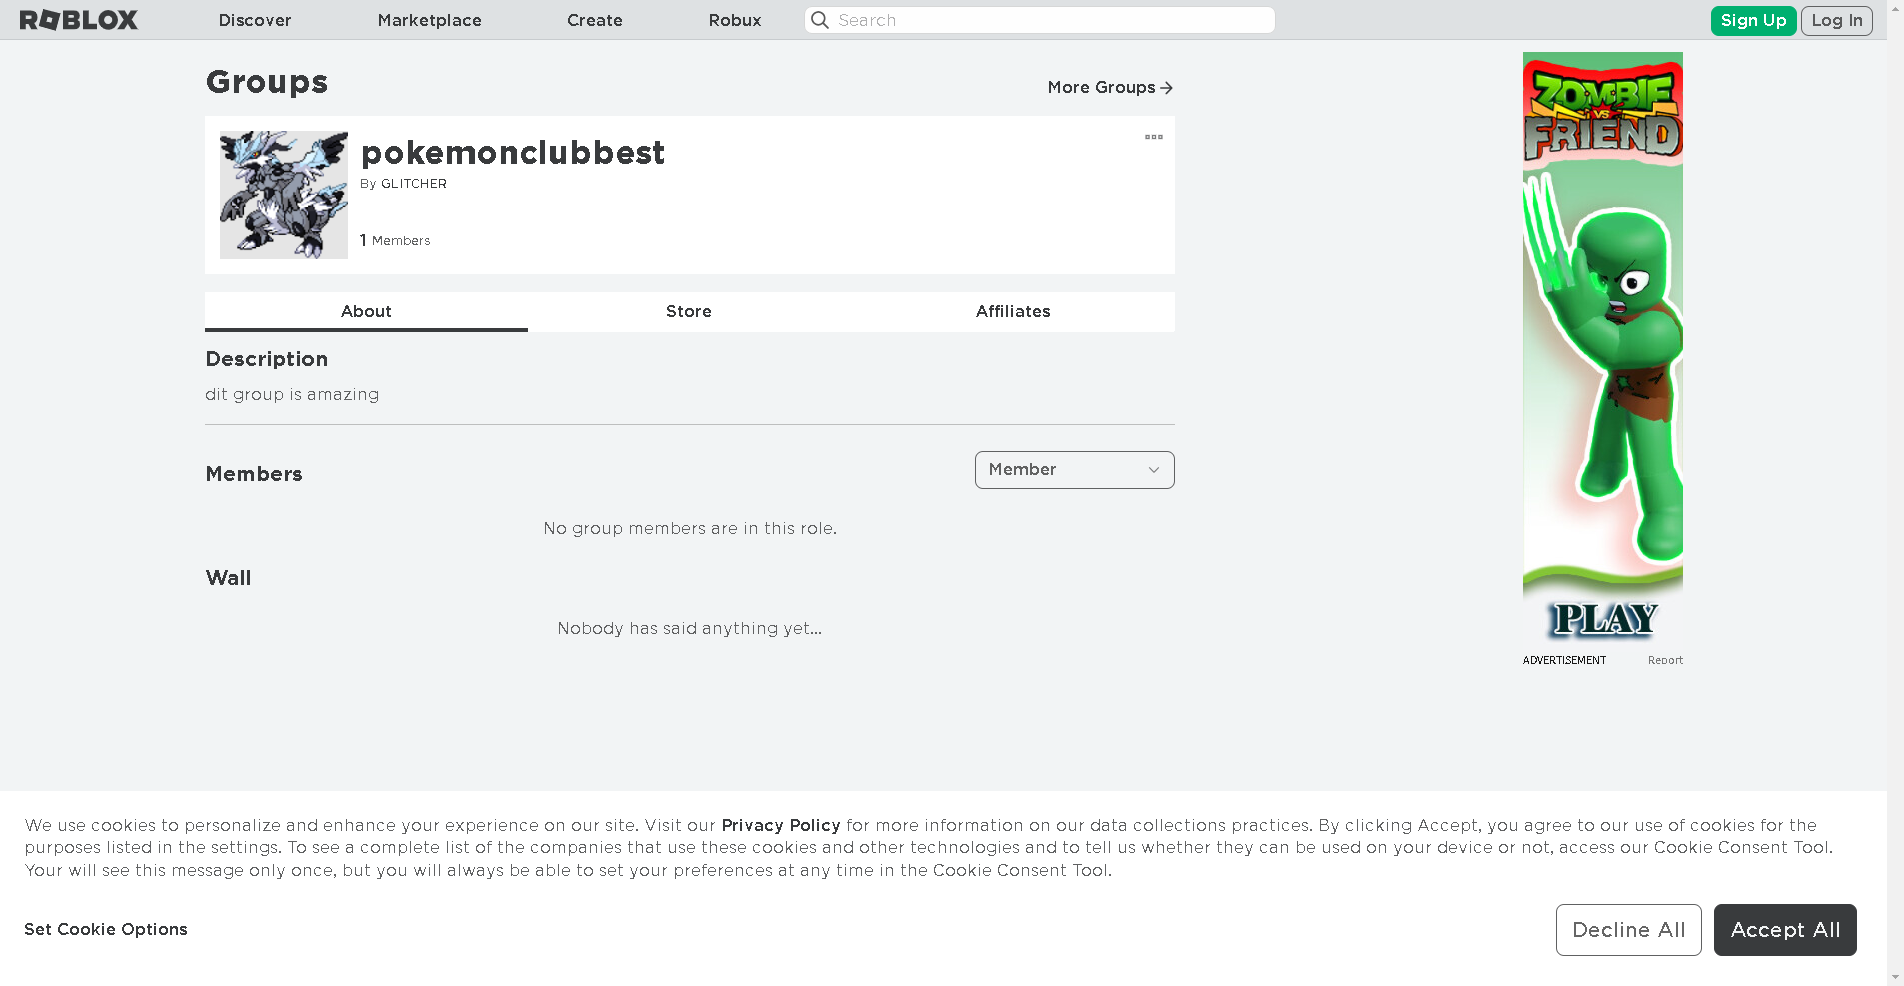 ROBLOX
Discover
Marketplace
Create
Robux
Search
Sign Up
Log In
Groups
More Groups
pokemonclubbest
By GLITCHER
1 Members
About
Store
Affiliates
Description
dit group is amazing
Members
Member
No group members are in this role.
Wall
Nobody has said anything yet...
ZOMBIE
VS
FRIEND
PLAY
ADVERTISEMENT
Report
We use cookies to personalize and enhance your experience on our site. Visit our Privacy Policy for more information on our data collections practices. By clicking Accept, you agree to our use of cookies for the
purposes listed in the settings. To see a complete list of the companies that use these cookies and other technologies and to tell us whether they can be used on your device or not, access our Cookie Consent Tool.
Your will see this message only once, but you will always be able to set your preferences at any time in the Cookie Consent Tool.
Set Cookie Options
Decline All
Accept All